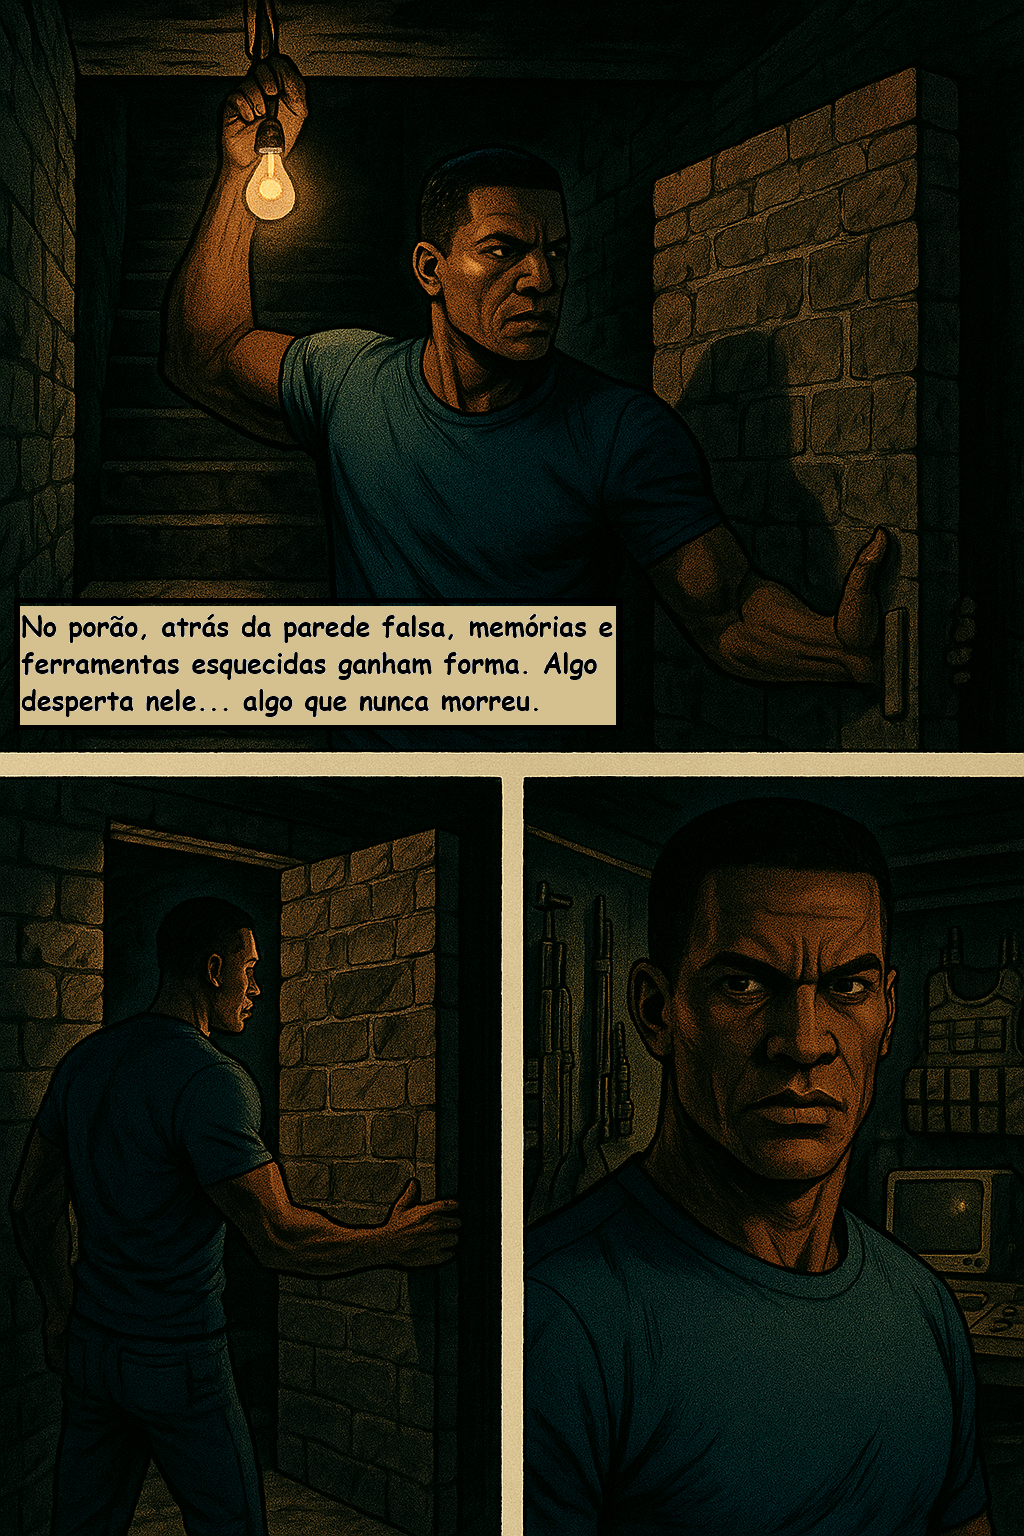 No porão, atrás da parede falsa, memórias e
ferramentas esquecidas ganham forma. Algo
desperta nele... algo que nunca morreu.